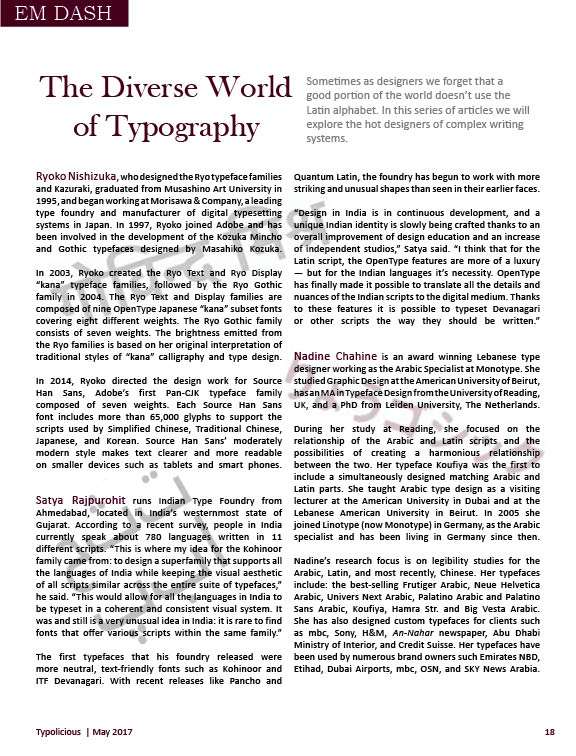 EM DASH
The Diverse World
of Typography
Sometimes as designers we forget that a
good portion of the world doesn't use the
Latin alphabet. In this series of articles we will
explore the hot designers of complex writing
systems.
Ryoko Nishizuka, who designed the Ryo typeface families
and Kazuraki, graduated from Musashino Art University in
1995, and began working at Morisawa & Company, a leading
type foundry and manufacturer of digital typesetting
systems in Japan. In 1997, Ryoko joined Adobe and has
been involved in the development of the Kozuka Mincho
and Gothic typefaces designed by Masahiko Kozuka.
In 2003, Ryoko created the Ryo Text and Ryo Display
“kana” typeface families, followed by the Ryo Gothic
family in 2004. The Ryo Text and Display families are
composed of nine OpenType Japanese “kana” subset fonts
covering eight different weights. The Ryo Gothic family
consists of seven weights. The brightness emitted from
the Ryo families is based on her original interpretation of
traditional styles of “kana” calligraphy and type design.
In 2014, Ryoko directed the design work for Source
Han Sans, Adobe's first Pan-CJK typeface family
composed of seven weights. Each Source Han Sans
font includes more than 65,000 glyphs to support the
scripts used by Simplified Chinese, Traditional Chinese,
Japanese, and Korean. Source Han Sans' moderately
modern style makes text clearer and more readable
on smaller devices such as tablets and smart phones.
Satya Rajpurohit runs Indian Type Foundry from
Ahmedabad, located in India's westernmost state of
Gujarat. According to a recent survey, people in India
currently speak about 780 languages written in 11
different scripts. “This is where my idea for the Kohinoor
family came from: to design a superfamily that supports all
the languages of India while keeping the visual aesthetic
of all scripts similar across the entire suite of typefaces,”
he said. “This would allow for all the languages in India to
be typeset in a coherent and consistent visual system. It
was and still is a very unusual idea in India: it is rare to find
fonts that offer various scripts within the same family.”
The first typefaces that his foundry released were
more neutral, text-friendly fonts such as Kohinoor and
ITF Devanagari. With recent releases like Pancho and
Quantum Latin, the foundry has begun to work with more
striking and unusual shapes than seen in their earlier faces.
“Design in India is in continuous development, and a
unique Indian identity is slowly being crafted thanks to an
overall improvement of design education and an increase
of independent studios,” Satya said. “I think that for the
Latin script, the OpenType features are more of a luxury
— but for the Indian languages it's necessity. OpenType
has finally made it possible to translate all the details and
nuances of the Indian scripts to the digital medium. Thanks
to these features it is possible to typeset Devanagari
or other scripts the way they should be written.”
Nadine Chahine is an award winning Lebanese type
designer working as the Arabic Specialist at Monotype. She
studied Graphic Design at the American University of Beirut,
has an MA in Typeface Design from the University of Reading,
UK, and a PhD from Leiden University, The Netherlands.
During her study at Reading, she focused on the
relationship of the Arabic and Latin scripts and the
possibilities of creating a harmonious relationship
between the two. Her typeface Koufiya was the first to
include a simultaneously designed matching Arabic and
Latin parts. She taught Arabic type design as a visiting
lecturer at the American University in Dubai and at the
Lebanese American University in Beirut. In 2005 she
joined Linotype (now Monotype) in Germany, as the Arabic
specialist and has been living in Germany since then.
Nadine's research focus is on legibility studies for the
Arabic, Latin, and most recently, Chinese. Her typefaces
include: the best-selling Frutiger Arabic, Neue Helvetica
Arabic, Univers Next Arabic, Palatino Arabic and Palatino
Sans Arabic, Koufiya, Hamra Str. and Big Vesta Arabic.
She has also designed custom typefaces for clients such
as mbc, Sony, H&M, An-Nahar newspaper, Abu Dhabi
Ministry of Interior, and Credit Suisse. Her typefaces have
been used by numerous brand owners such Emirates NBD,
Etihad, Dubai Airports, mbc, OSN, and SKY News Arabia.
Typolicious | May 2017
18